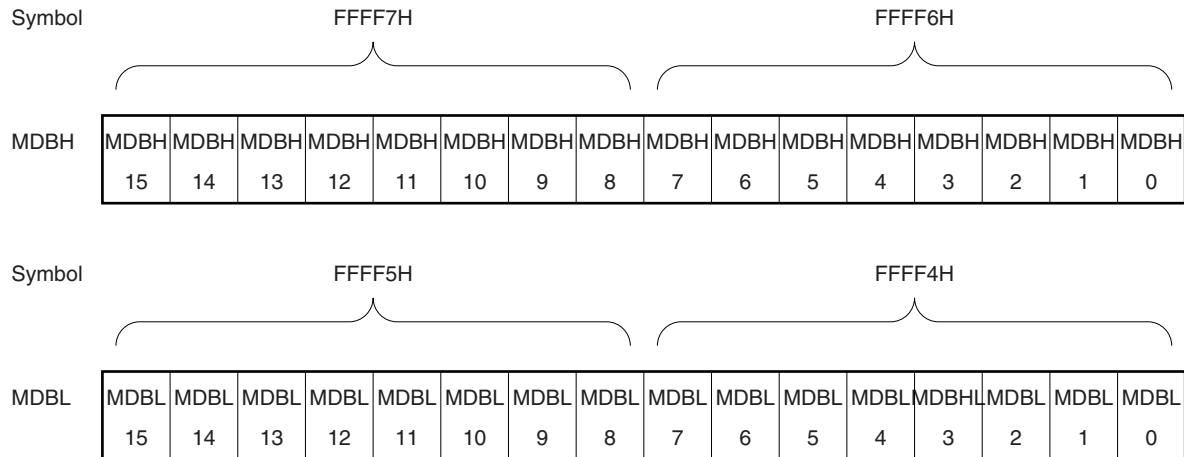 Symbol FFFF7H FFFF6H
MDBH MDBH MDBH MDBH MDBH MDBH MDBH MDBH MDBH MDBH MDBH MDBH MDBH MDBH MDBH MDBH MDBH
15 14 13 12 11 10 9 8 7 6 5 4 3 2 1 0
Symbol FFFF5H FFFF4H
MDBL MDBL MDBL MDBL MDBL MDBL MDBL MDBL MDBL MDBL MDBL MDBL MDBL MDBHL MDBL MDBL MDBL
15 14 13 12 11 10 9 8 7 6 5 4 3 2 1 0